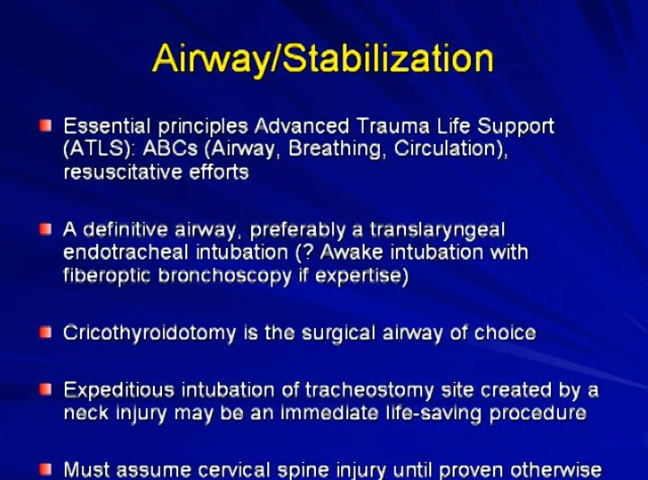 Airway/Stabilization
Essential principles Advanced Trauma Life Support
(ATLS): ABCs (Airway, Breathing, Circulation),
resuscitative efforts
A definitive airway, preferably a translaryngeal
endotracheal intubation (? Awake intubation with
fiberoptic bronchoscopy if expertise)
Cricothyroidotomy is the surgical airway of choice
Expeditious intubation of tracheostomy site created by a
neck injury may be an immediate life-saving procedure
Must assume cervical spine injury until proven otherwise